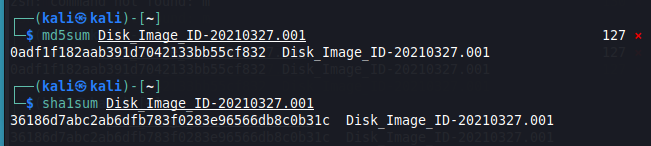 ┌──(kali㉿kali)-[~]
└─$ md5sum Disk_Image_ID-20210327.001 127 ⨯
0adf1f182aab391d7042133bb55cf832 Disk_Image_ID-20210327.001
┌──(kali㉿kali)-[~]
└─$ sha1sum Disk_Image_ID-20210327.001
36186d7abc2ab6dfb783f0283e96566db8c0b31c Disk_Image_ID-20210327.001